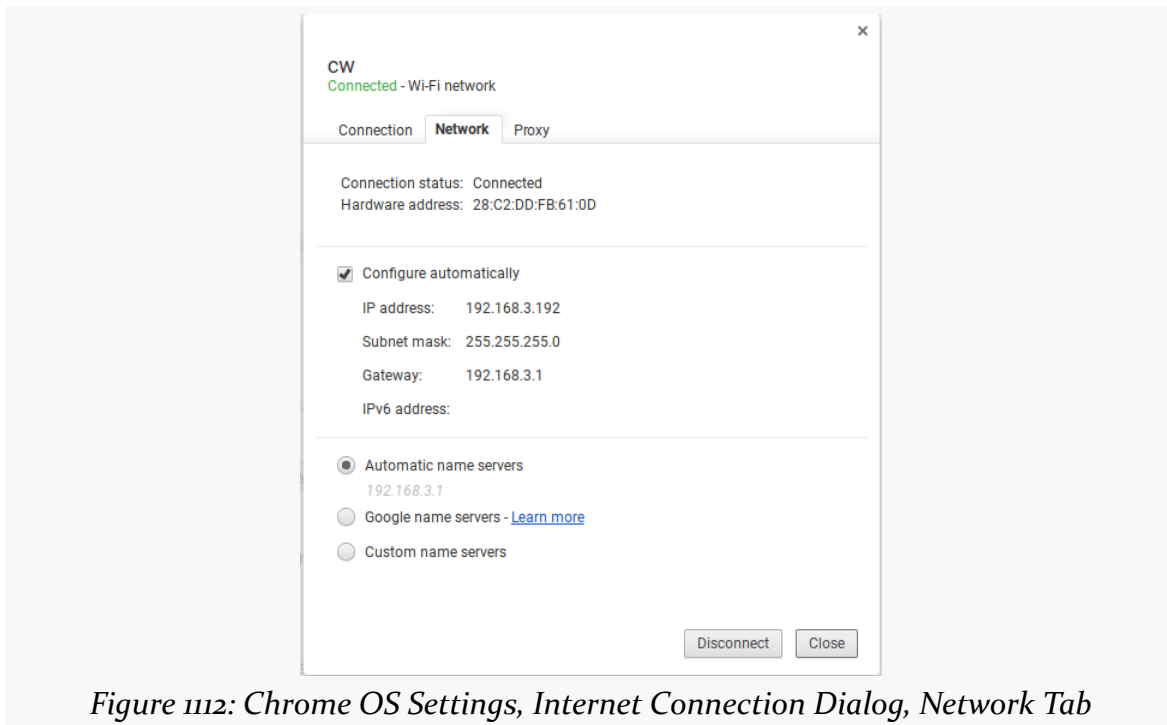 ×
CW
Connected - Wi-Fi network
Connection Network Proxy
Connection status: Connected
Hardware address: 28:C2:DD:FB:61:0D
Configure automatically
IP address: 192.168.3.192
Subnet mask: 255.255.255.0
Gateway: 192.168.3.1
IPv6 address:
Automatic name servers
192.168.3.1
Google name servers - Learn more
Custom name servers
Disconnect Close
Figure 1112: Chrome OS Settings, Internet Connection Dialog, Network Tab